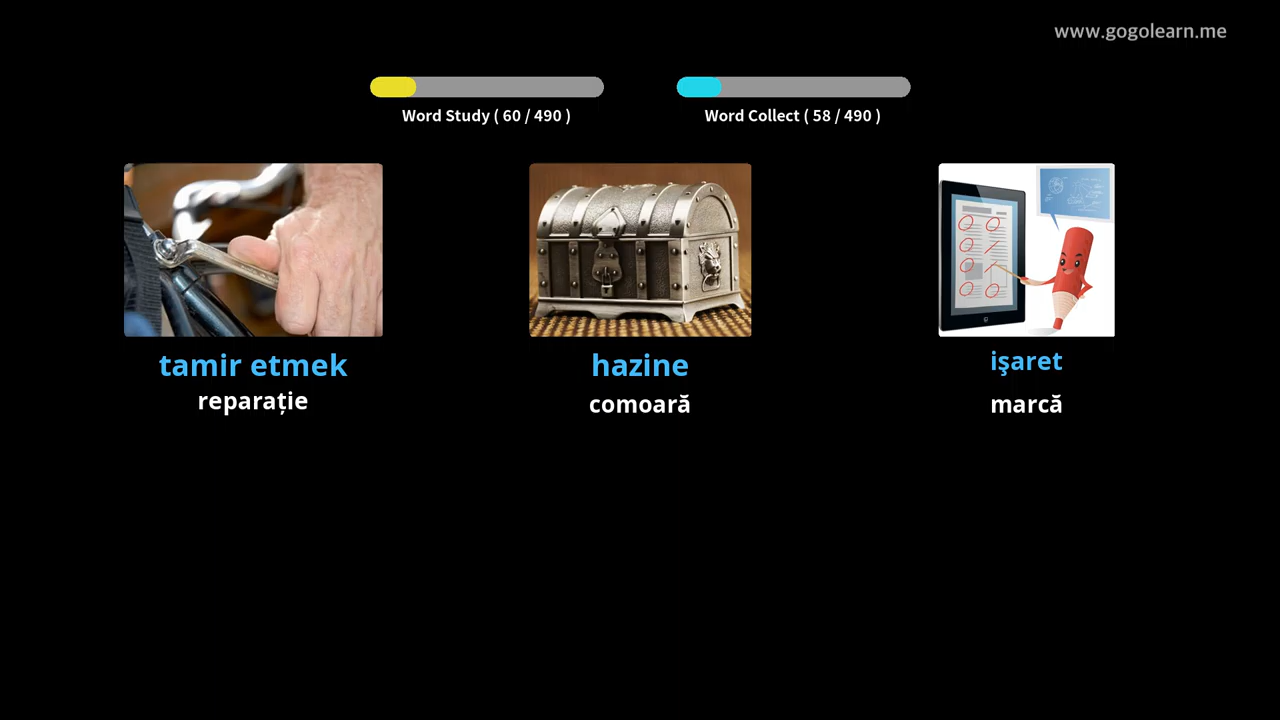 www.gogolearn.me
Word Study ( 60 / 490 )
Word Collect ( 58 / 490 )
tamir etmek
reparație
hazine
comoară
işaret
marcă